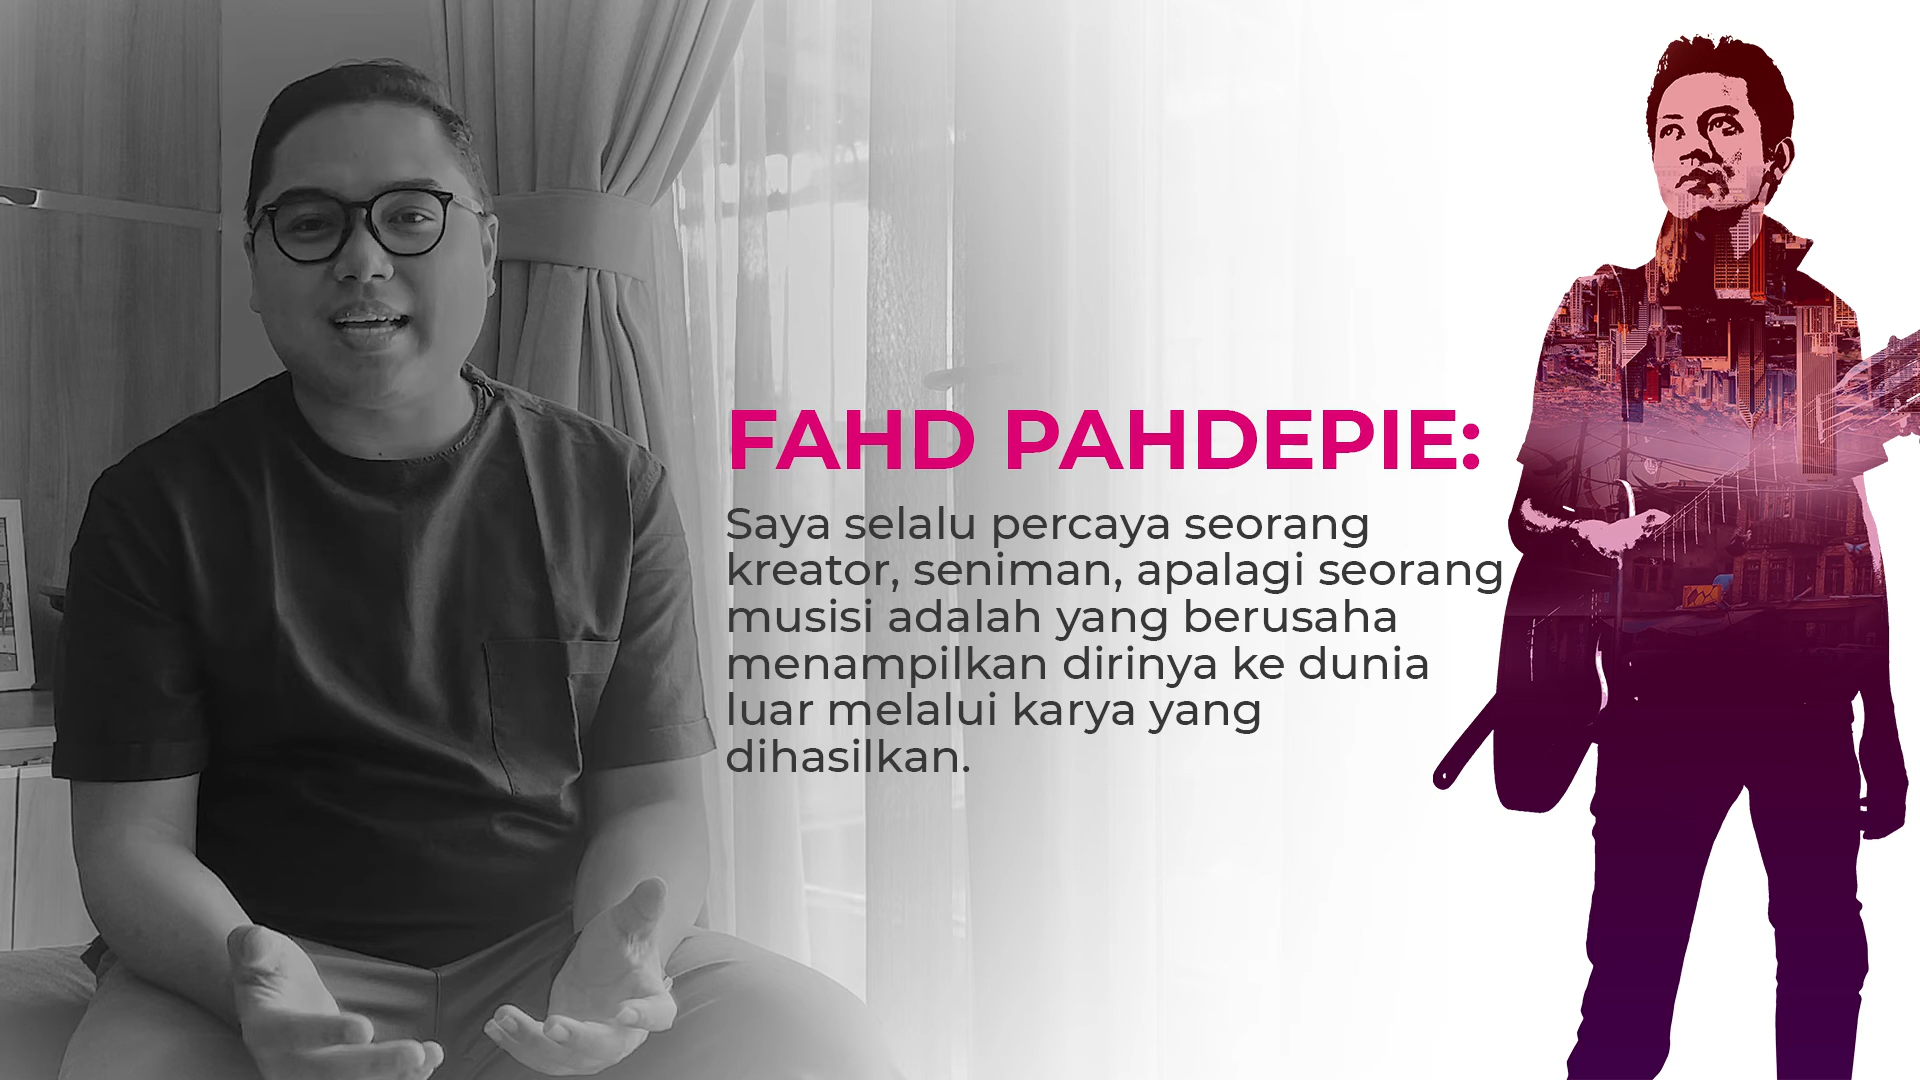 FAHD PAHDEPIE:
Saya selalu percaya seorang
kreator, seniman, apalagi seorang
musisi adalah yang berusaha
menampilkan dirinya ke dunia
luar melalui karya yang
dihasilkan.